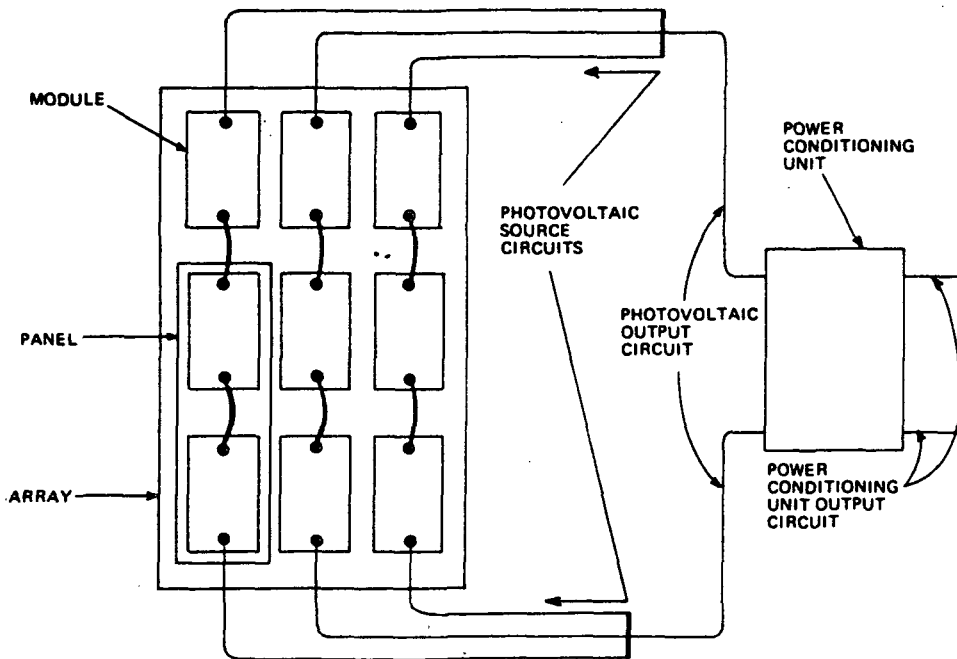 MODULE
POWER
CONDITIONING
UNIT
PHOTOVOLTAIC
SOURCE
CIRCUITS
PHOTOVOLTAIC
OUTPUT
CIRCUIT
PANEL
ARRAY
POWER
CONDITIONING
UNIT OUTPUT
CIRCUIT